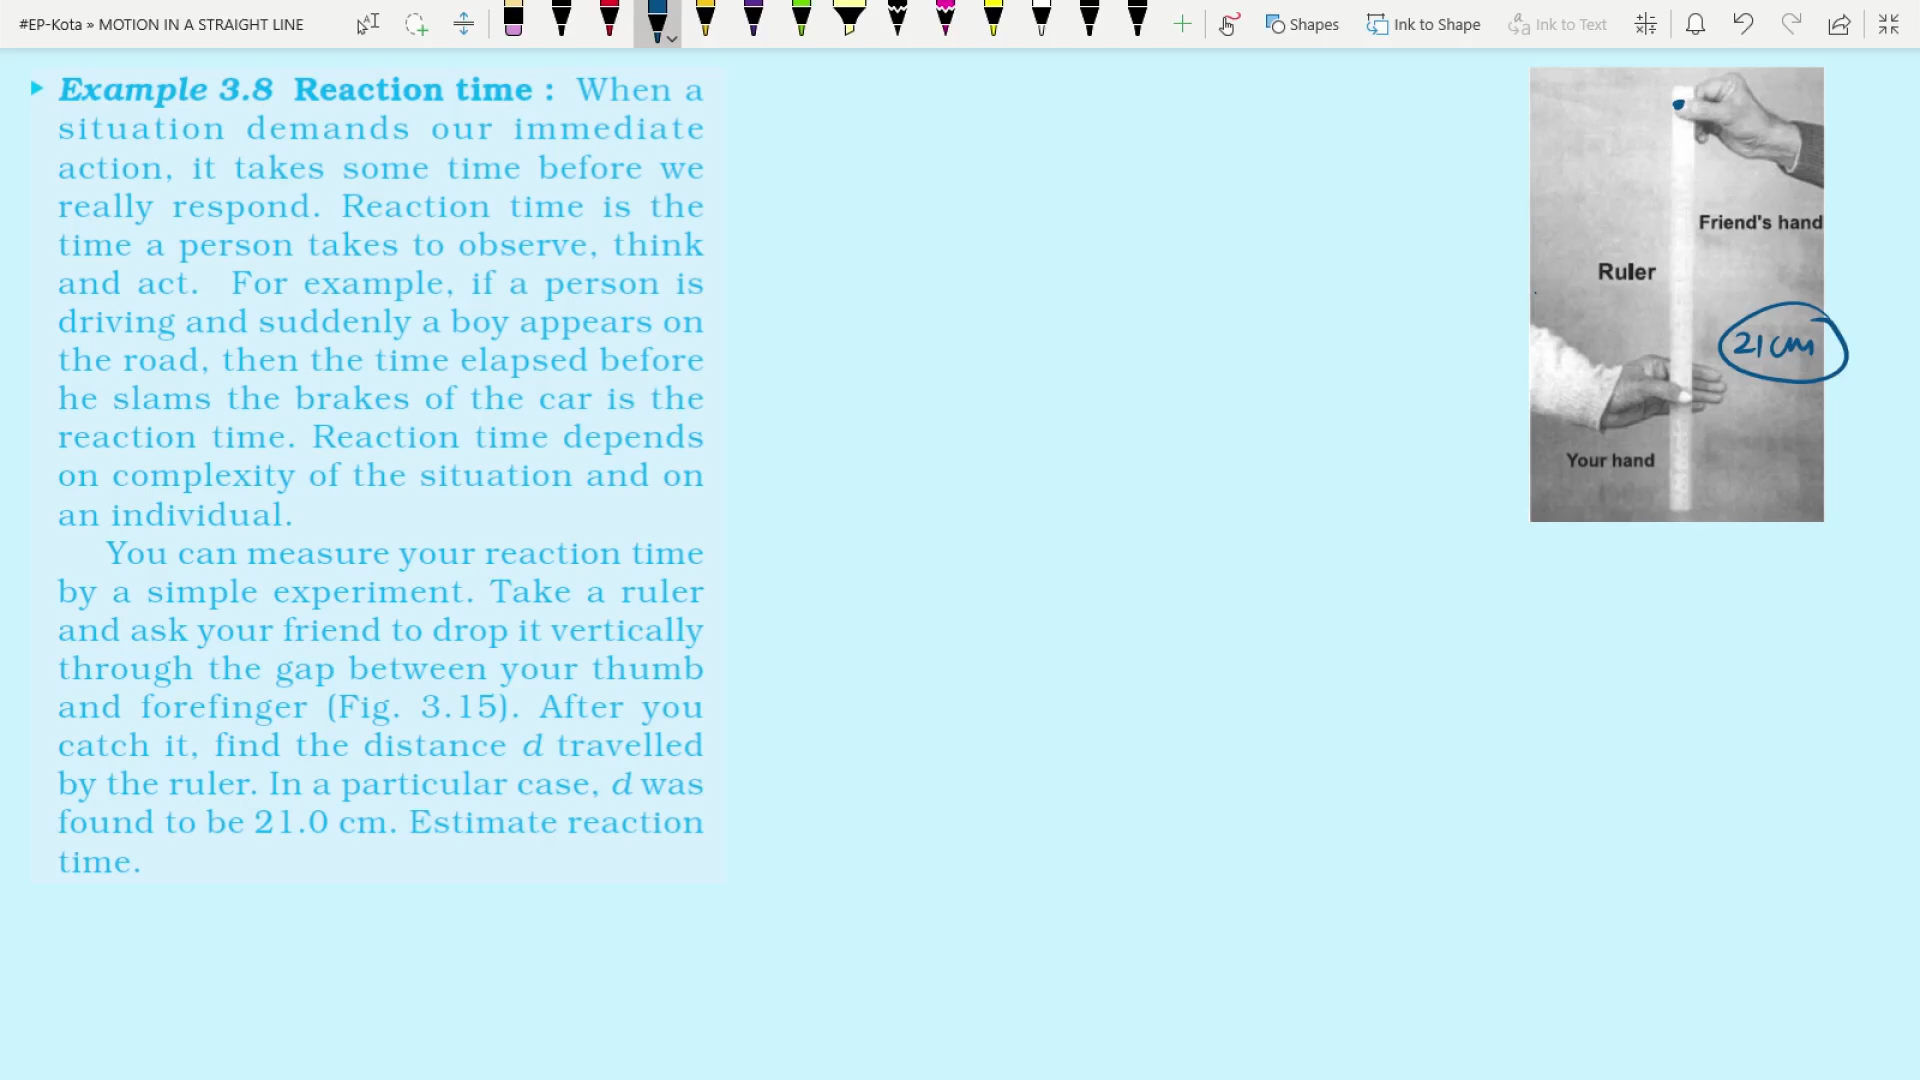 #EP-Kota » MOTION IN A STRAIGHT LINE
Shapes
Ink to Shape
Ink to Text
Example 3.8 Reaction time : When a
situation demands our immediate
action, it takes some time before we
really respond. Reaction time is the
time a person takes to observe, think
and act. For example, if a person is
driving and suddenly a boy appears on
the road, then the time elapsed before
he slams the brakes of the car is the
reaction time. Reaction time depends
on complexity of the situation and on
an individual.
You can measure your reaction time
by a simple experiment. Take a ruler
and ask your friend to drop it vertically
through the gap between your thumb
and forefinger (Fig. 3.15). After you
catch it, find the distance d travelled
by the ruler. In a particular case, d was
found to be 21.0 cm. Estimate reaction
time.
Friend's hand
Ruler
21cm
Your hand